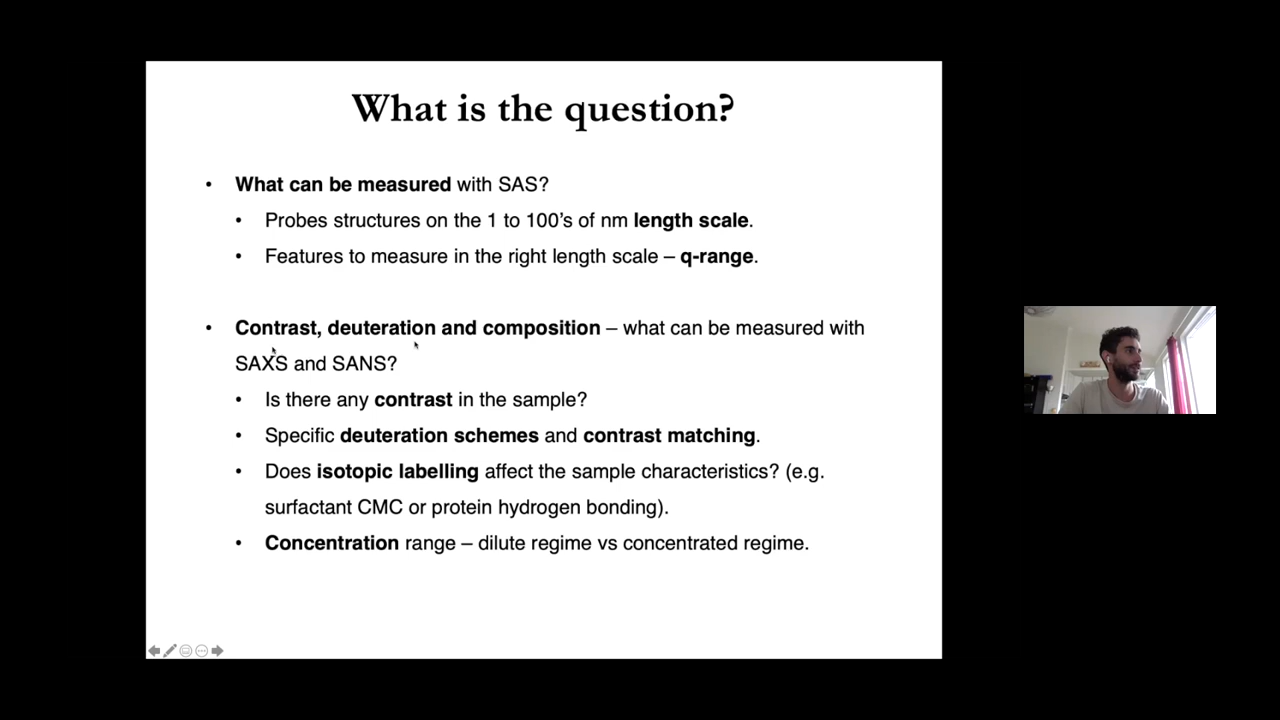 What is the question?
• What can be measured with SAS?
• Probes structures on the 1 to 100’s of nm length scale.
• Features to measure in the right length scale – q-range.
• Contrast, deuteration and composition – what can be measured with
SAXS and SANS?
• Is there any contrast in the sample?
• Specific deuteration schemes and contrast matching.
• Does isotopic labelling affect the sample characteristics? (e.g.
surfactant CMC or protein hydrogen bonding).
• Concentration range – dilute regime vs concentrated regime.